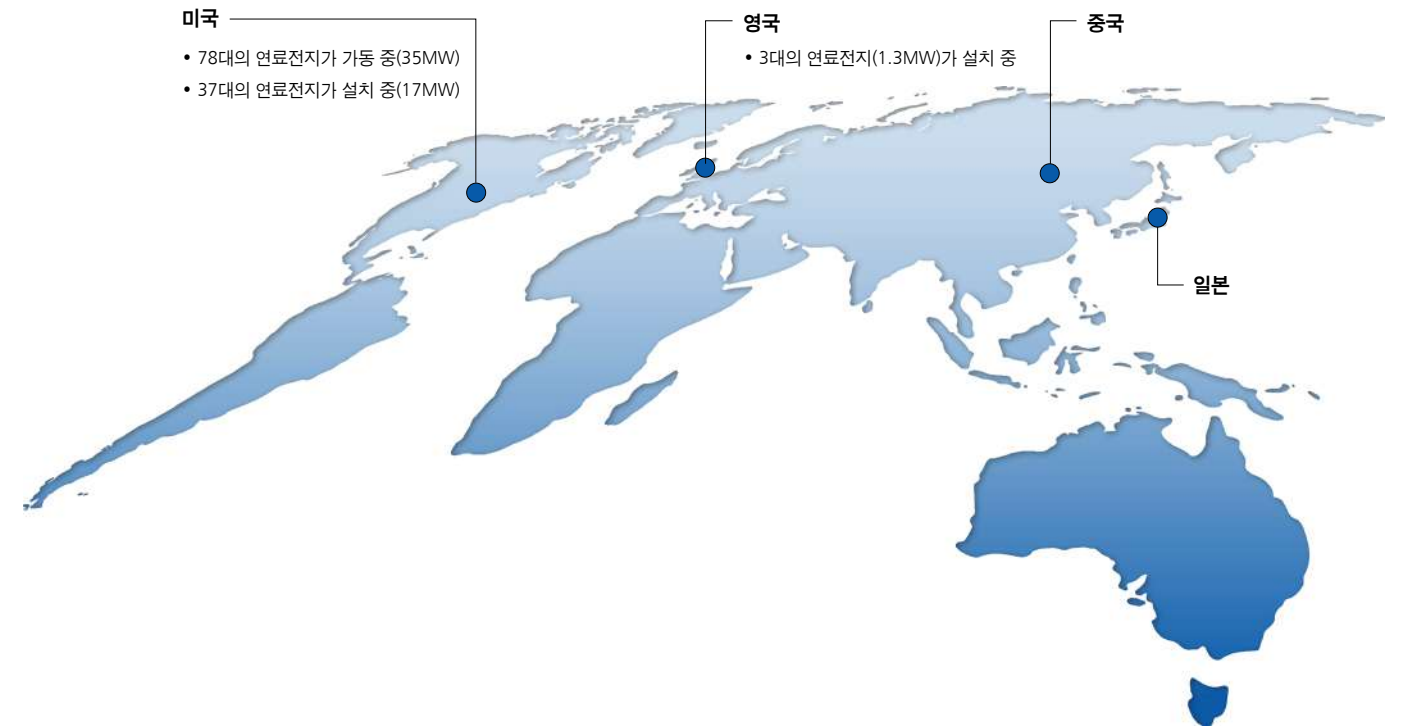 미국
• 78대의 연료전지가 가동 중(35MW)
• 37대의 연료전지가 설치 중(17MW)
영국
• 3대의 연료전지(1.3MW)가 설치 중
중국
일본